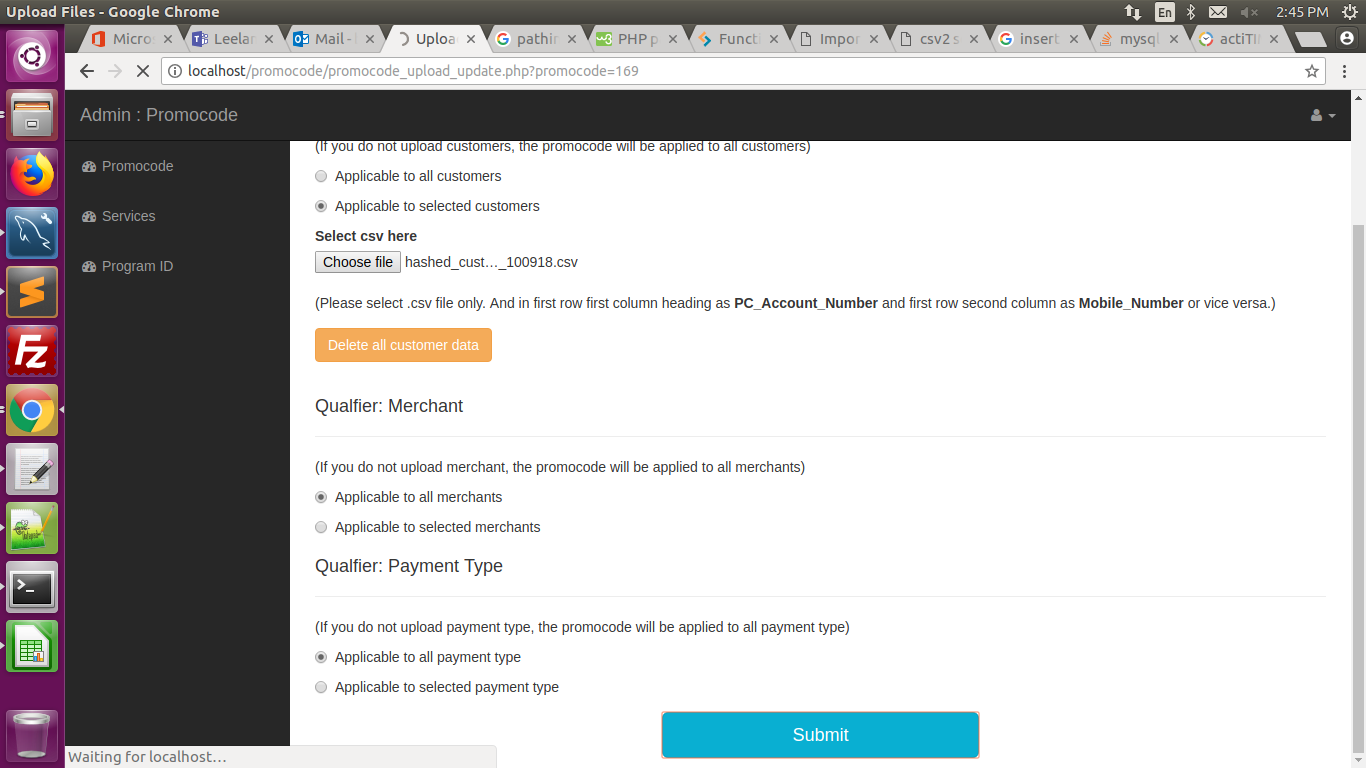 Upload Files - Google Chrome
En
2:45 PM
Micros
Leelan
Mail -
Uploa
pathin
PHP p
Functi
Impor
csv2 s
insert
mysql
actiTI
localhost/promocode/promocode_upload_update.php?promocode=169
Admin : Promocode
Promocode
Services
Program ID
(If you do not upload customers, the promocode will be applied to all customers)
Applicable to all customers
Applicable to selected customers
Select csv here
Choose file hashed_cust…_100918.csv
(Please select .csv file only. And in first row first column heading as PC_Account_Number and first row second column as Mobile_Number or vice versa.)
Delete all customer data
Qualfier: Merchant
(If you do not upload merchant, the promocode will be applied to all merchants)
Applicable to all merchants
Applicable to selected merchants
Qualfier: Payment Type
(If you do not upload payment type, the promocode will be applied to all payment type)
Applicable to all payment type
Applicable to selected payment type
Submit
Waiting for localhost…